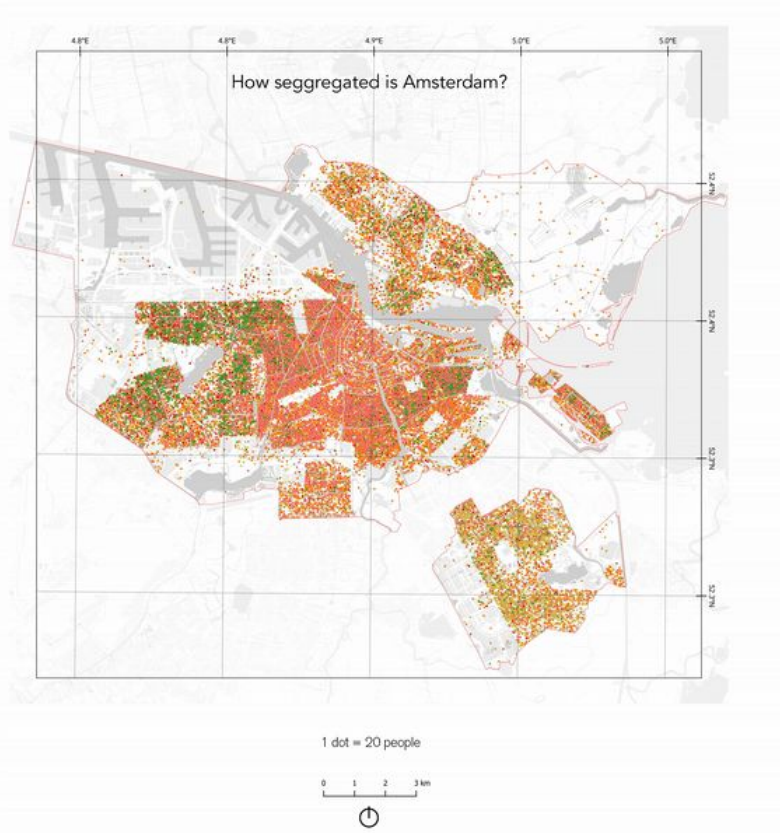 4.8°E 4.8°E 4.9°E 5.0°E 5.0°E
How seggregated is Amsterdam?
52.4°N
52.4°N
52.3°N
52.3°N
1 dot = 20 people
0 1 2 3 km